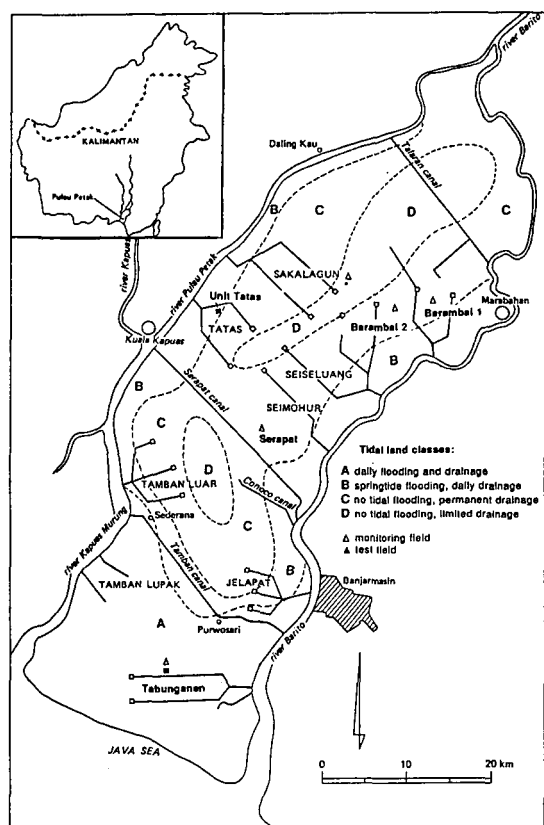 KALIMANTAN
Pulau Petak
river Kapuas
river Barito
Daling Kau
Talaran canal
river Pulau Petak
B
C
D
C
SAKALAGUN
Unit Tatas
TATAS
D
Barambai 2
Barambai 1
Marabahan
B
Kuala Kapuas
SEISELUANG
SEIMOHUR
Serapat canal
Serapat
B
C
D
TAMBAN LUAR
Conoco canal
Sederana
C
Tamban canal
river Kapuas Murung
TAMBAN LUPAK
JELAPAT
B
Banjarmasin
A
Purwosari
river Barito
Tabunganen
JAVA SEA
Tidal land classes:
A daily flooding and drainage
B springtide flooding, daily drainage
C no tidal flooding, permanent drainage
D no tidal flooding, limited drainage
monitoring field
test field
0 10 20 km